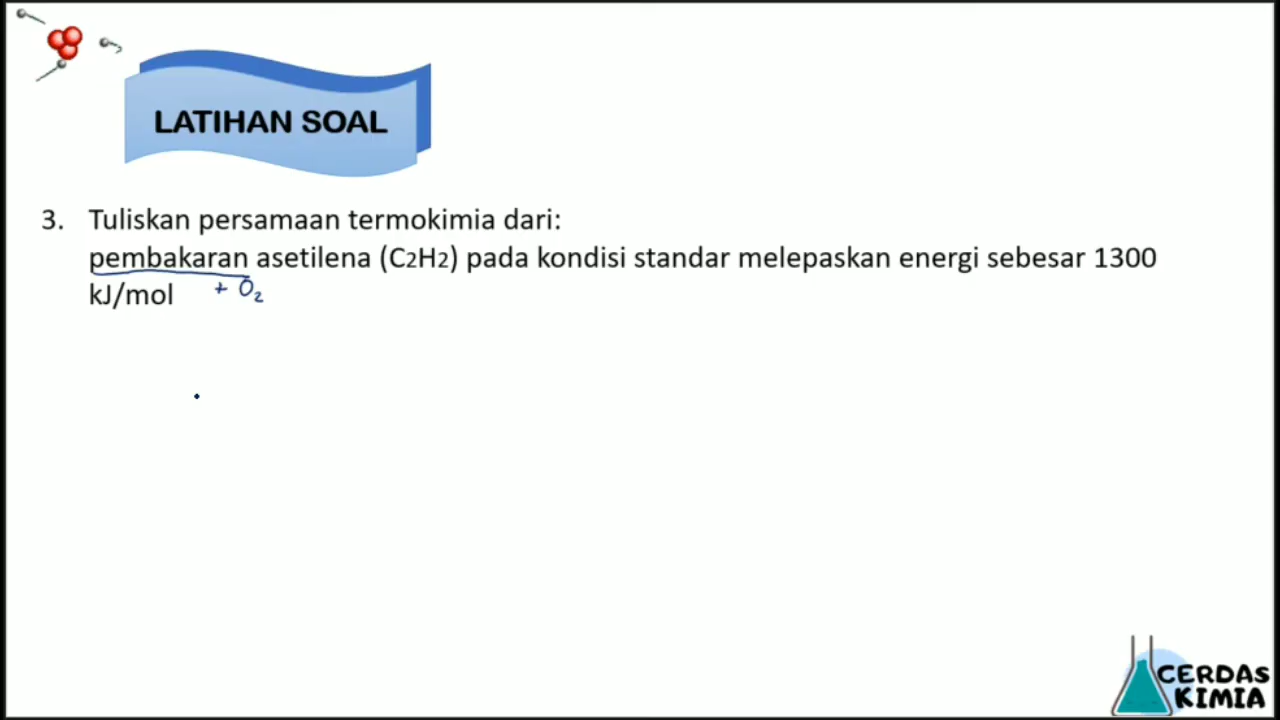 LATIHAN SOAL
3. Tuliskan persamaan termokimia dari:
pembakaran asetilena (C2H2) pada kondisi standar melepaskan energi sebesar 1300
kJ/mol + O₂
CERDAS
KIMIA